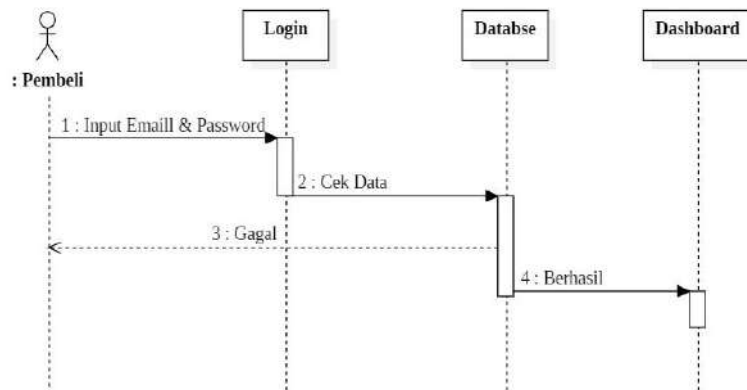 Login
Databse
Dashboard
: Pembeli
1 : Input Emaill & Password
2 : Cek Data
3 : Gagal
4 : Berhasil